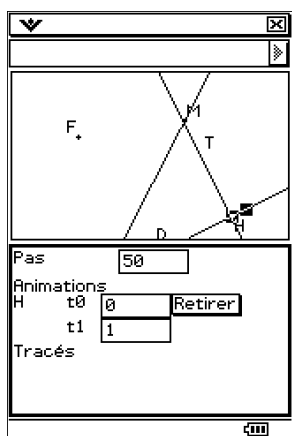 M
F
T
H
D
Pas 50
Animations
H t0 0 Retirer
t1 1
Tracés